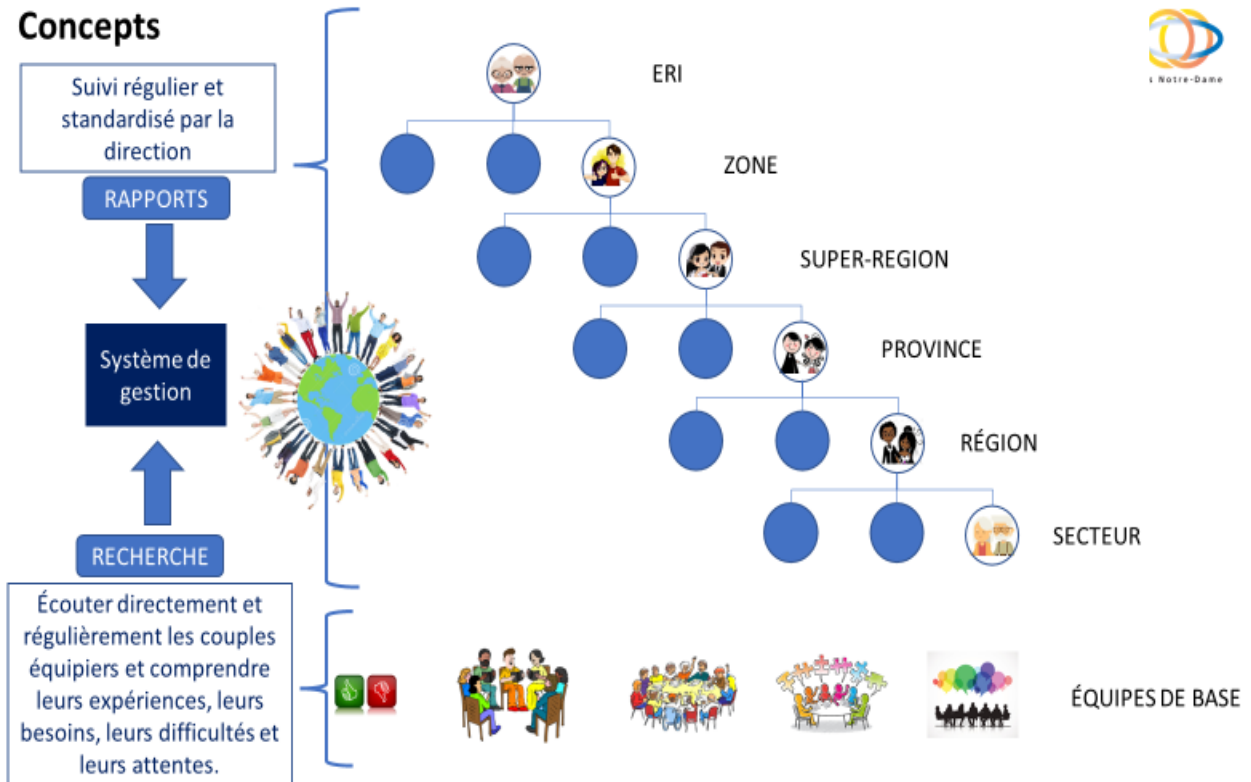 Concepts
Suivi régulier et
standardisé par la
direction
RAPPORTS
Système de
gestion
RECHERCHE
Écouter directement et
régulièrement les couples
équipiers et comprendre
leurs expériences, leurs
besoins, leurs difficultés et
leurs attentes.
s Notre-Dame
ERI
ZONE
SUPER-REGION
PROVINCE
RÉGION
SECTEUR
ÉQUIPES DE BASE